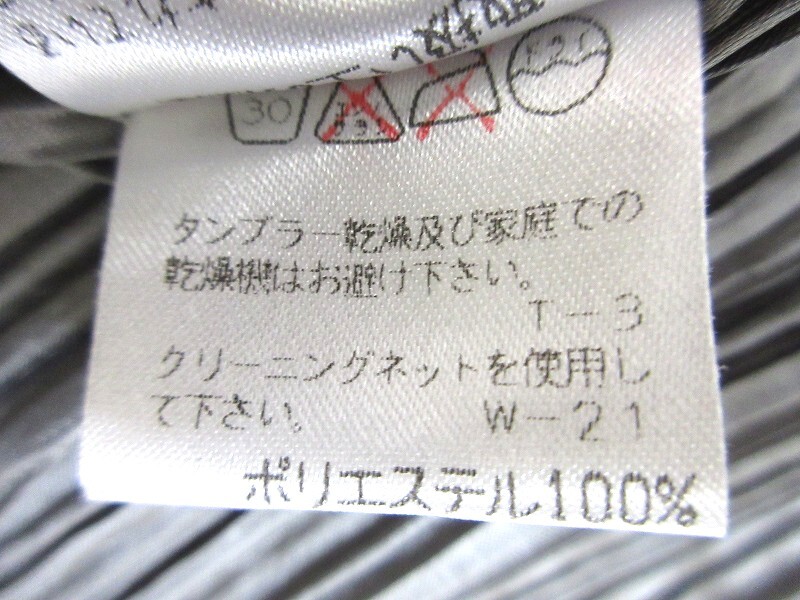 30
タンブラー乾燥及び家庭での
乾燥機はお避け下さい。
T-3
クリーニングネットを使用し
て下さい。 W-21
ポリエステル100%